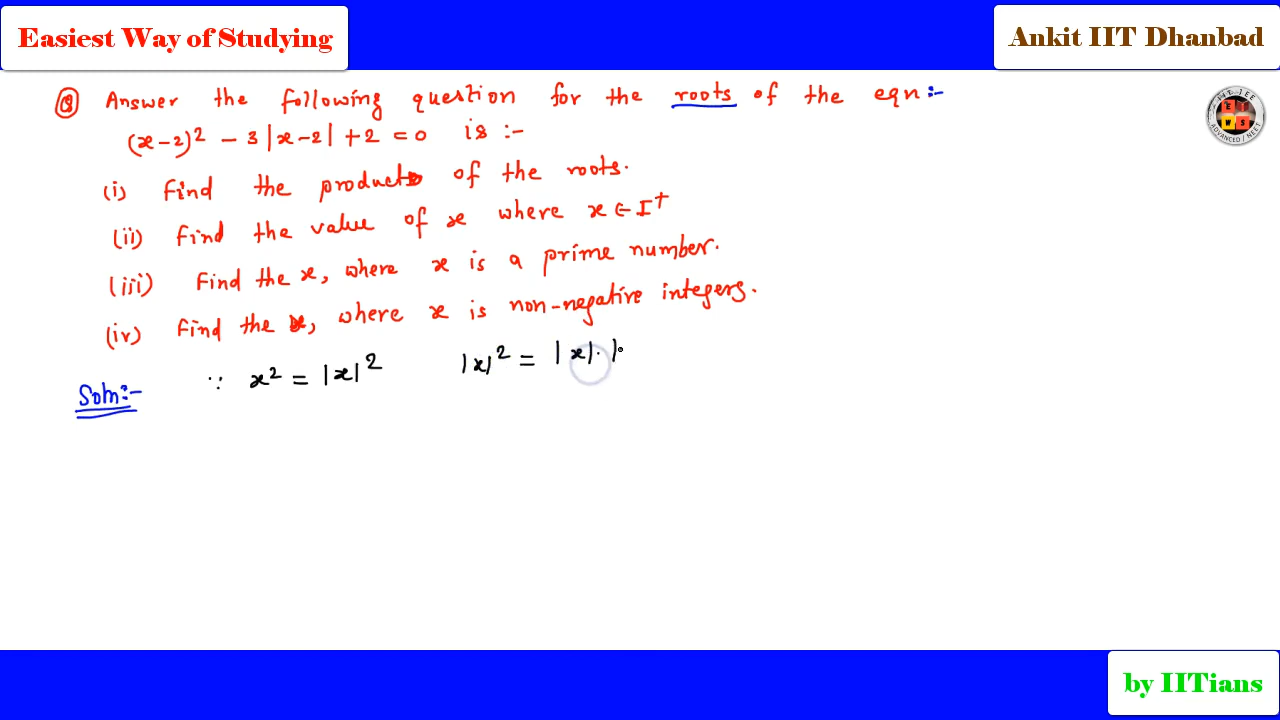 Easiest Way of Studying
Ankit IIT Dhanbad
Q Answer the following question for the roots of the eqn:-
(x-2)² - 3|x-2| + 2 = 0 is :-
(i) Find the product of the roots.
(ii) Find the value of x where x ∈ I⁺
(iii) Find the x, where x is a prime number.
(iv) Find the x, where x is non-negative integers.
Soln:-
∵ x² = |x|² |x|² = |x|·|
E I
W S
ADVANCED / NEET
by IITians